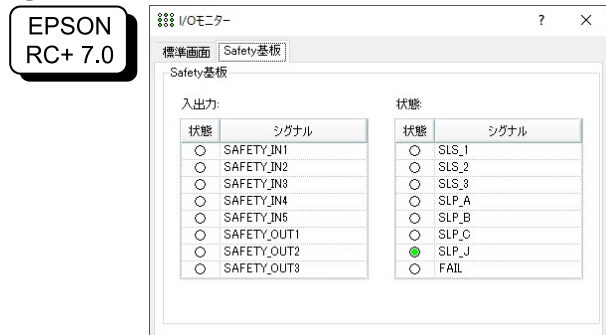 EPSON
RC+ 7.0
I/Oモニター
?
標準画面
Safety基板
Safety基板
入出力:
状態 シグナル
SAFETY_IN1
SAFETY_IN2
SAFETY_IN3
SAFETY_IN4
SAFETY_IN5
SAFETY_OUT1
SAFETY_OUT2
SAFETY_OUT3
状態:
状態 シグナル
SLS_1
SLS_2
SLS_3
SLP_A
SLP_B
SLP_C
SLP_J
FAIL